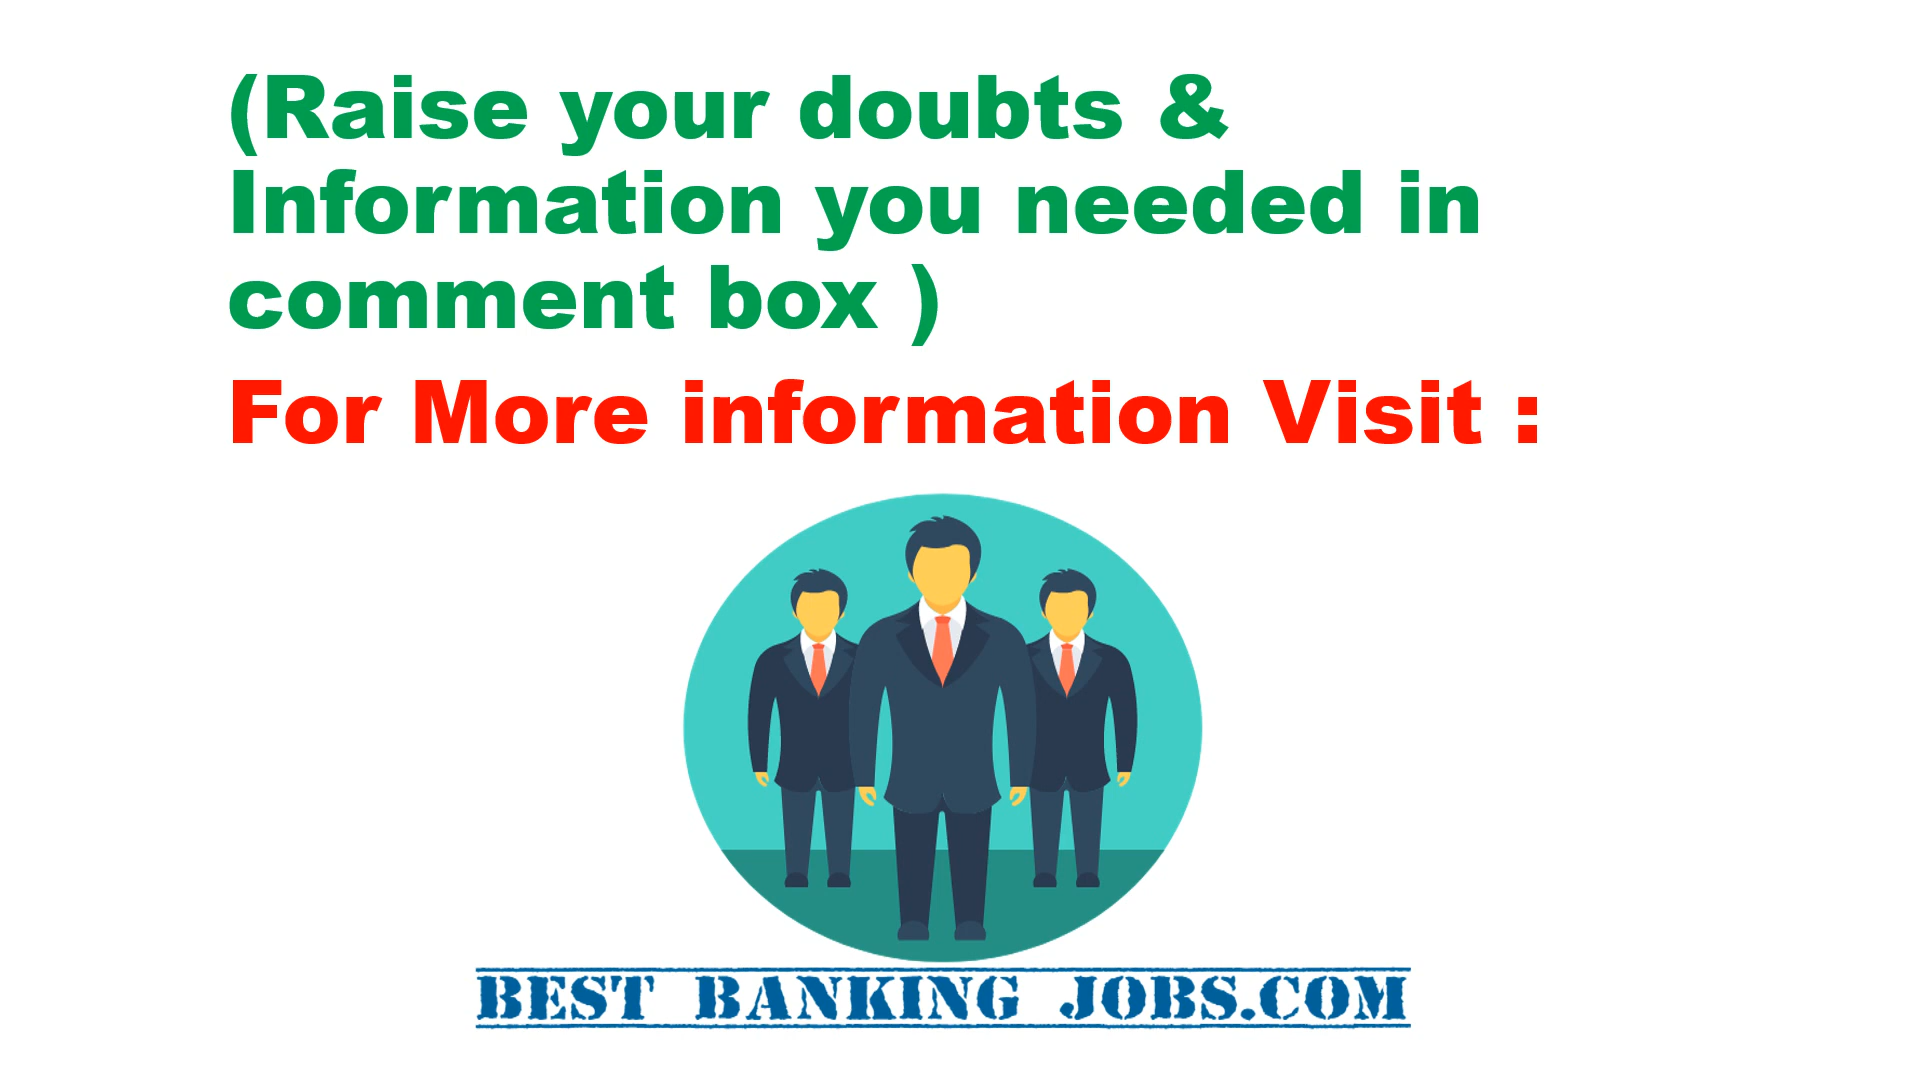 (Raise your doubts &
Information you needed in
comment box )
For More information Visit :
BEST BANKING JOBS.COM